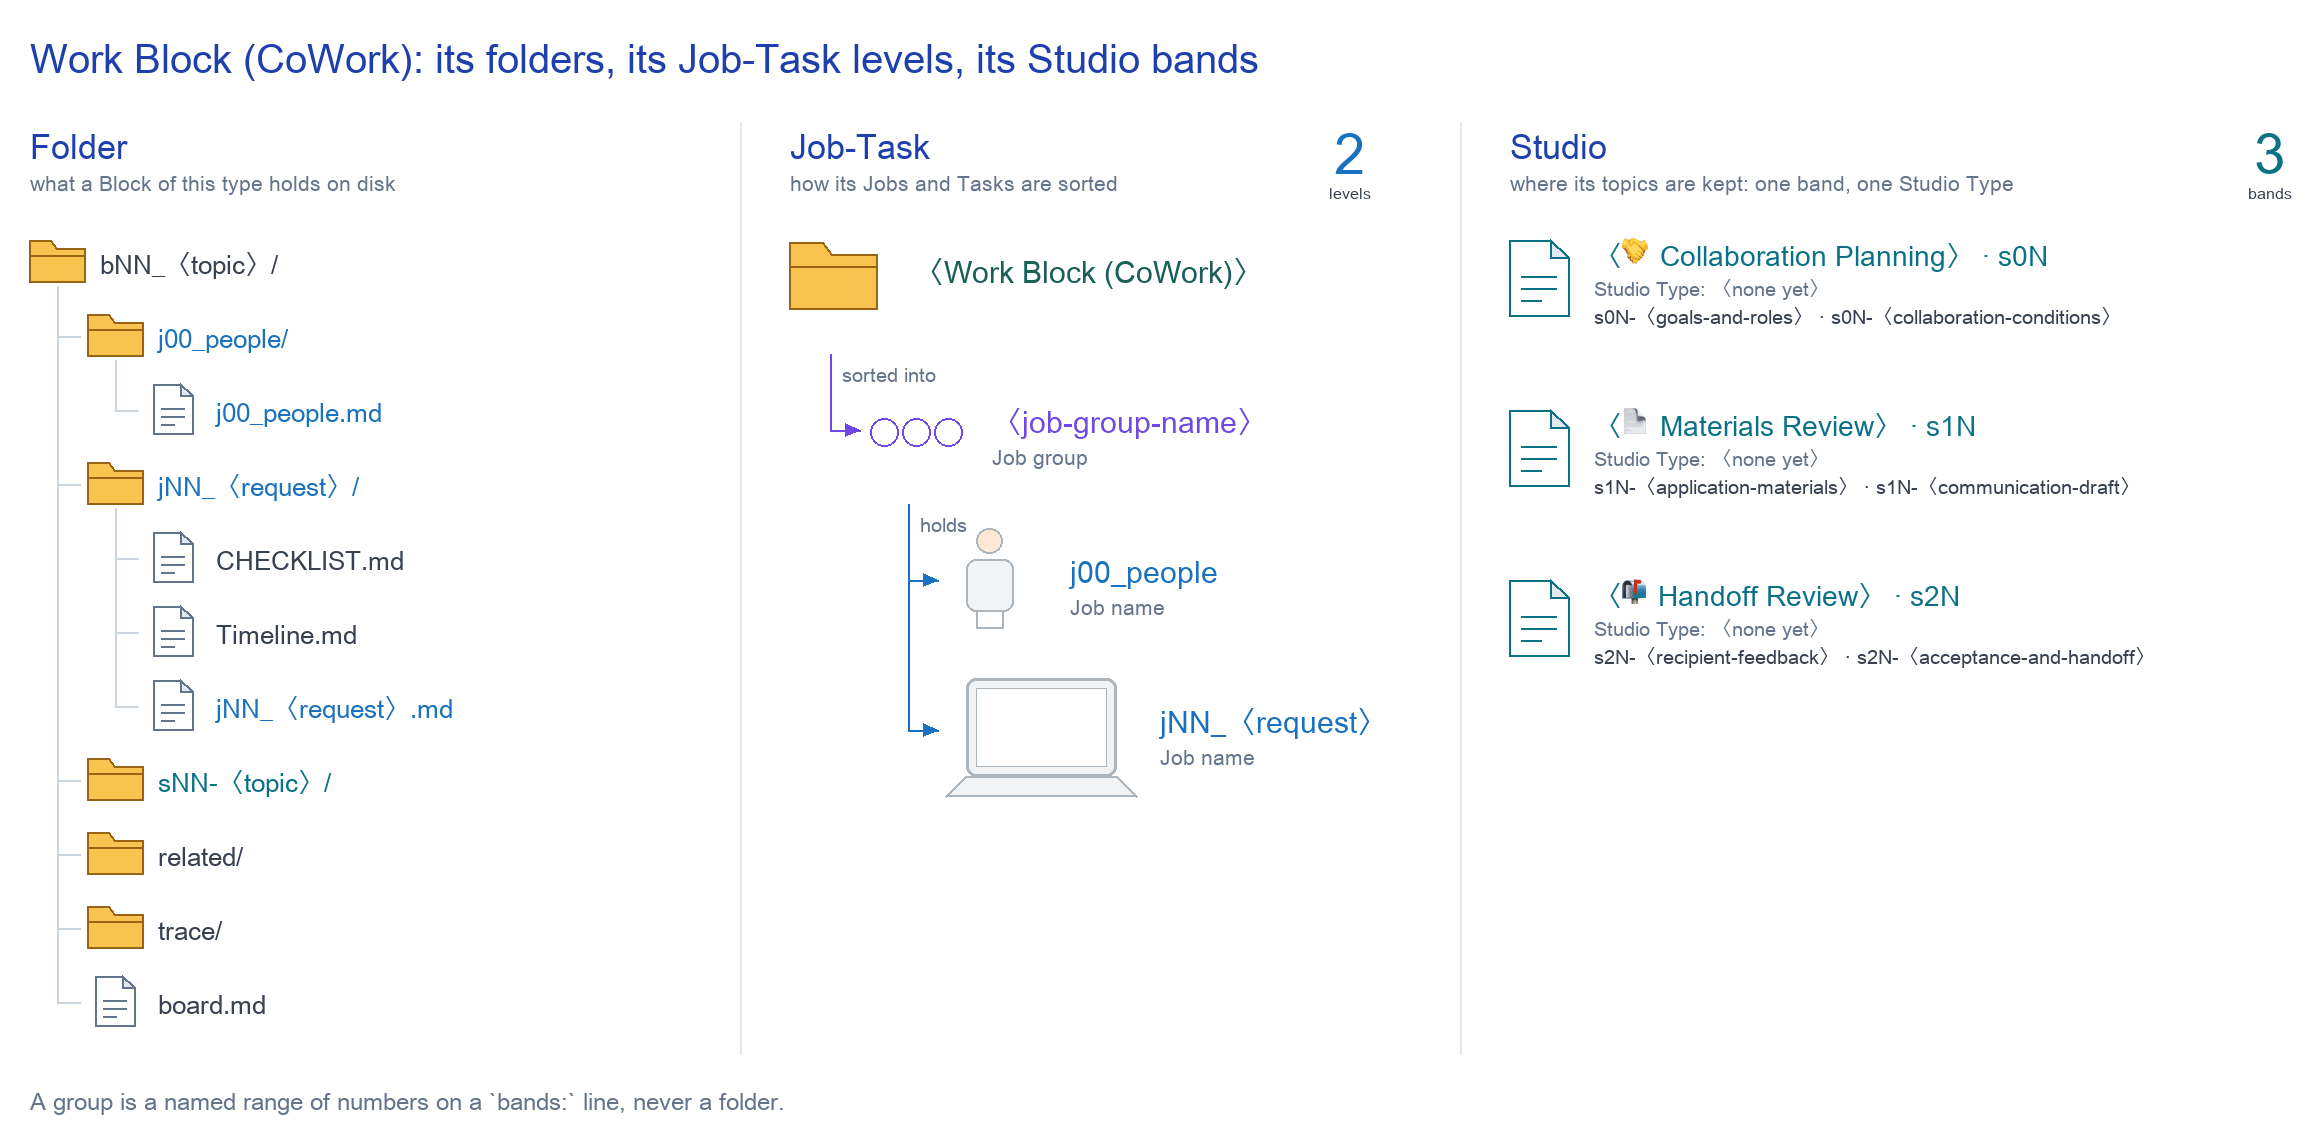 Work Block (CoWork): its folders, its Job-Task levels, its Studio bands
Folder
what a Block of this type holds on disk
bNN_〈topic〉/
j00_people/
j00_people.md
jNN_〈request〉/
CHECKLIST.md
Timeline.md
jNN_〈request〉.md
sNN-〈topic〉/
related/
trace/
board.md
Job-Task
how its Jobs and Tasks are sorted
2
levels
〈Work Block (CoWork)〉
sorted into
〈job-group-name〉
Job group
holds
j00_people
Job name
jNN_〈request〉
Job name
Studio
where its topics are kept: one band, one Studio Type
3
bands
〈🤝 Collaboration Planning〉 · s0N
Studio Type: 〈none yet〉
s0N-〈goals-and-roles〉 · s0N-〈collaboration-conditions〉
〈📄 Materials Review〉 · s1N
Studio Type: 〈none yet〉
s1N-〈application-materials〉 · s1N-〈communication-draft〉
〈📬 Handoff Review〉 · s2N
Studio Type: 〈none yet〉
s2N-〈recipient-feedback〉 · s2N-〈acceptance-and-handoff〉
A group is a named range of numbers on a `bands:` line, never a folder.